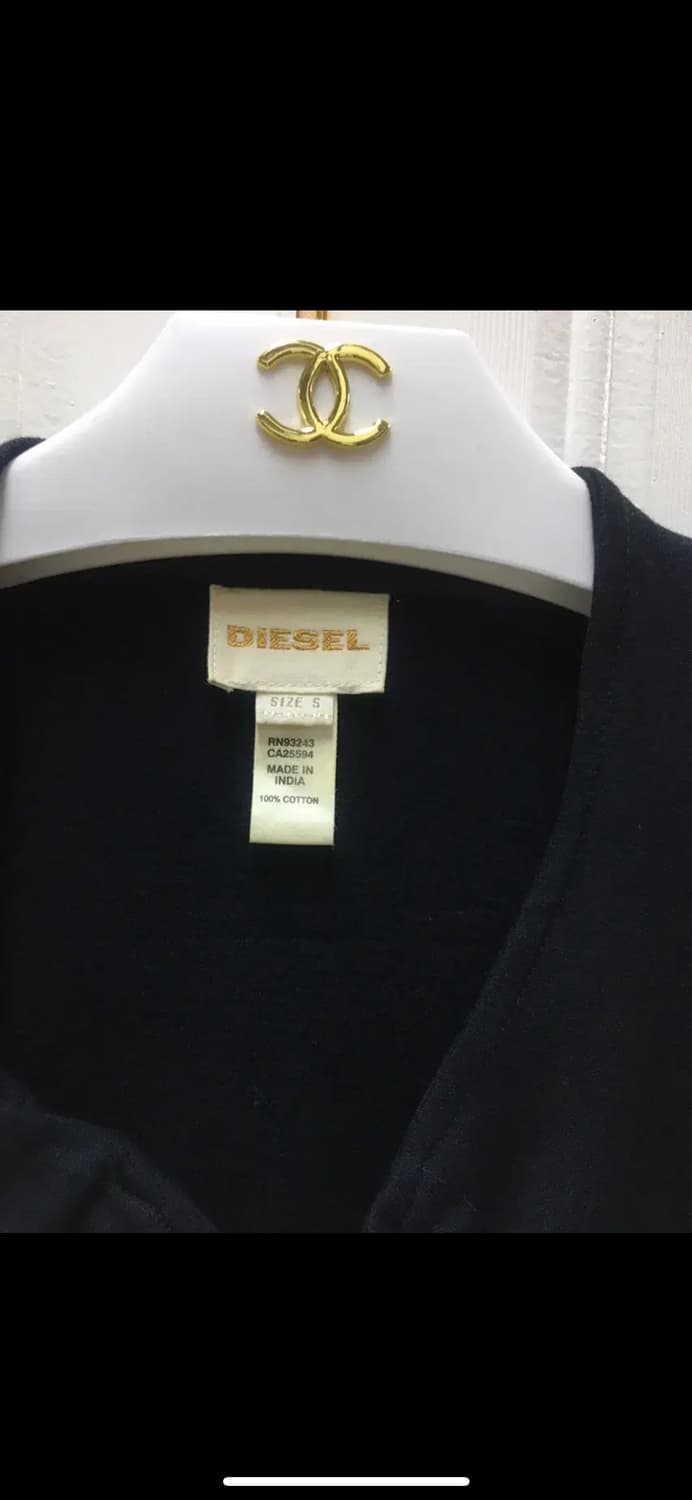 DIESEL
SIZE S
RN93243
CA25594
MADE IN
INDIA
100% COTTON